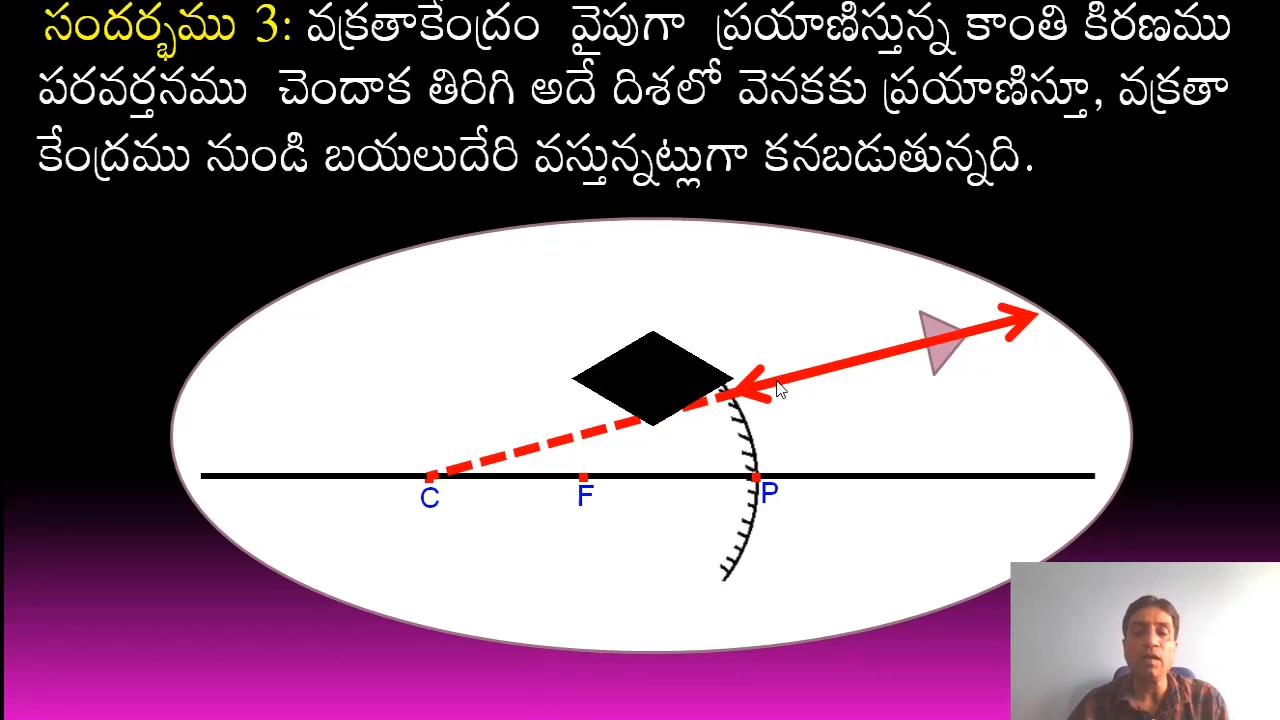 సందర్భము 3: వక్రతాకేంద్రం వైపుగా ప్రయాణిస్తున్న కాంతి కిరణము
పరవర్తనము చెందాక తిరిగి అదే దిశలో వెనకకు ప్రయాణిస్తూ, వక్రతా
కేంద్రము నుండి బయలుదేరి వస్తున్నట్లుగా కనబడుతున్నది.
C F P